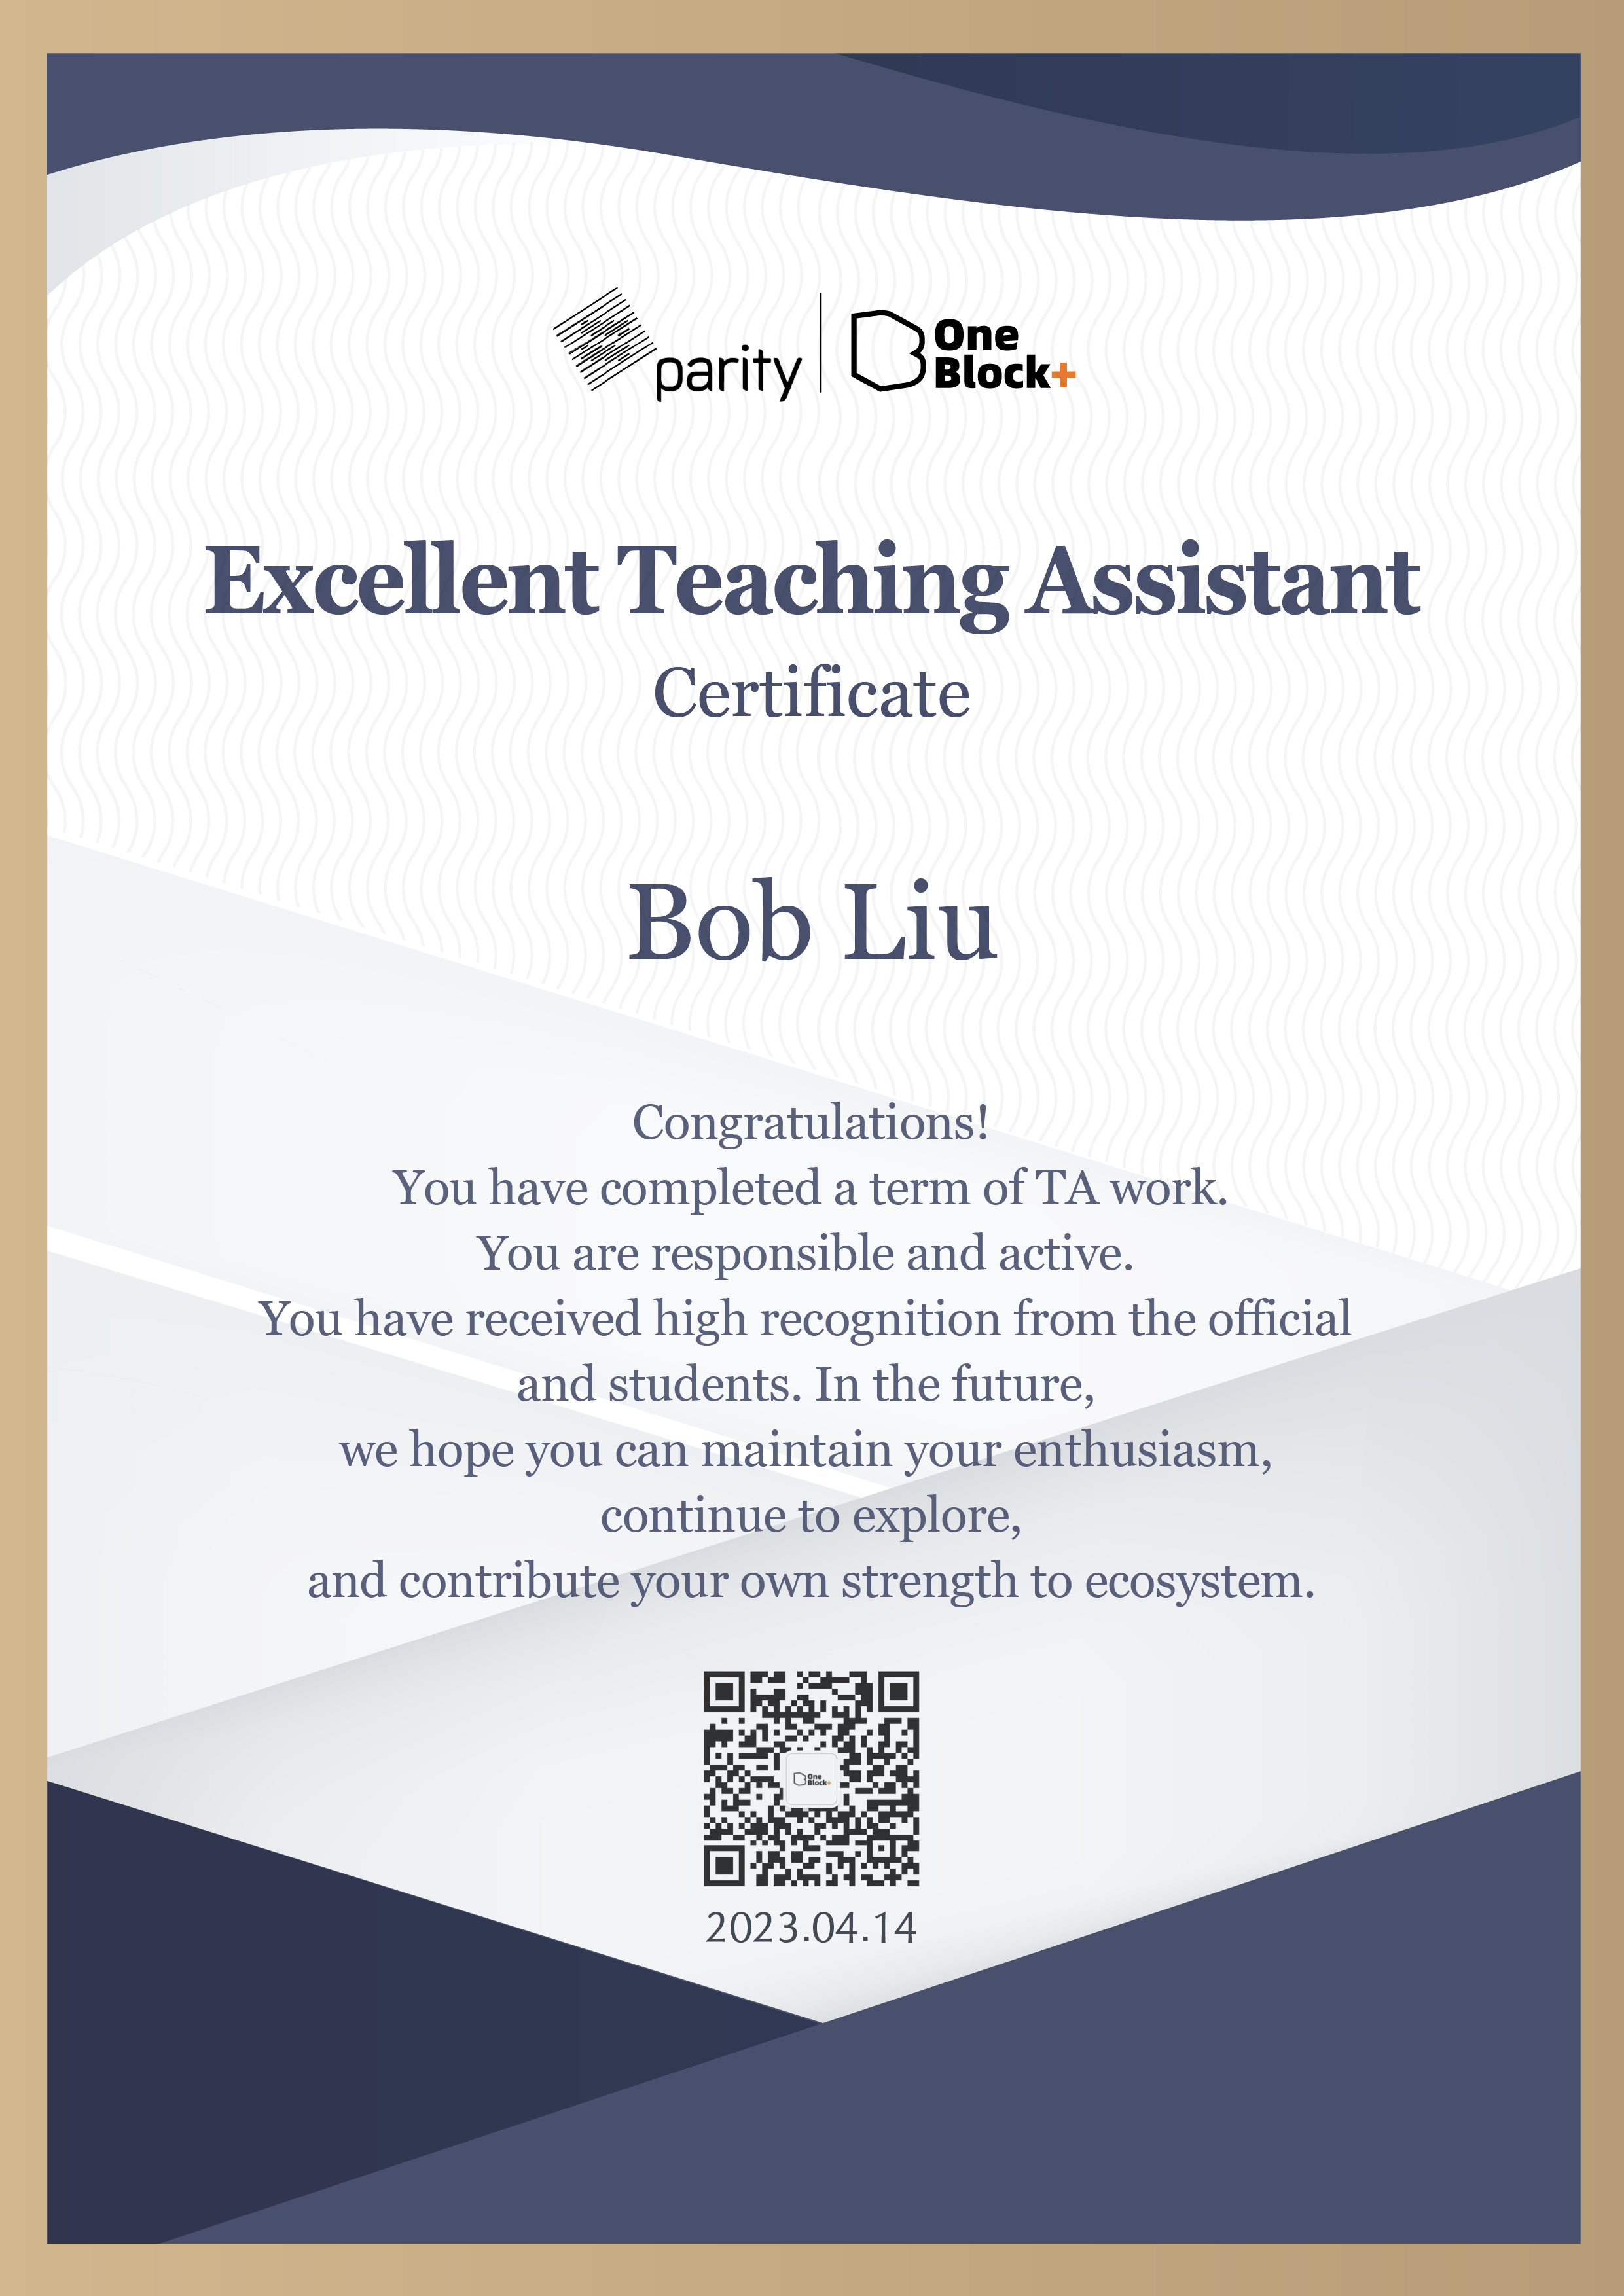 parity
One
Block+
Excellent Teaching Assistant
Certificate
Bob Liu
Congratulations!
You have completed a term of TA work.
You are responsible and active.
You have received high recognition from the official
and students. In the future,
we hope you can maintain your enthusiasm,
continue to explore,
and contribute your own strength to ecosystem.
One
Block+
2023.04.14